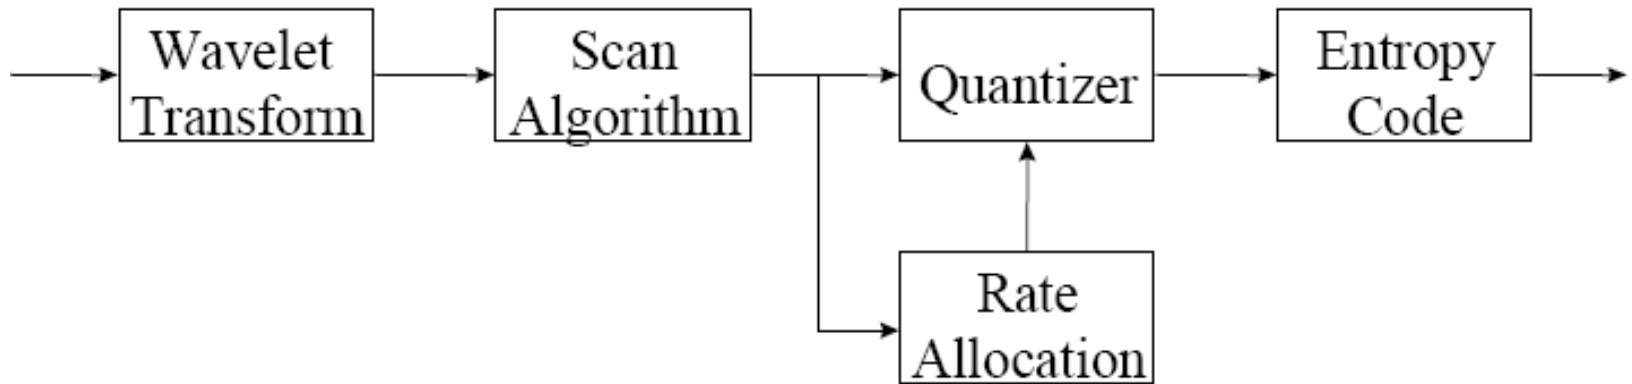 Wavelet
Transform
Scan
Algorithm
Quantizer
Entropy
Code
Rate
Allocation